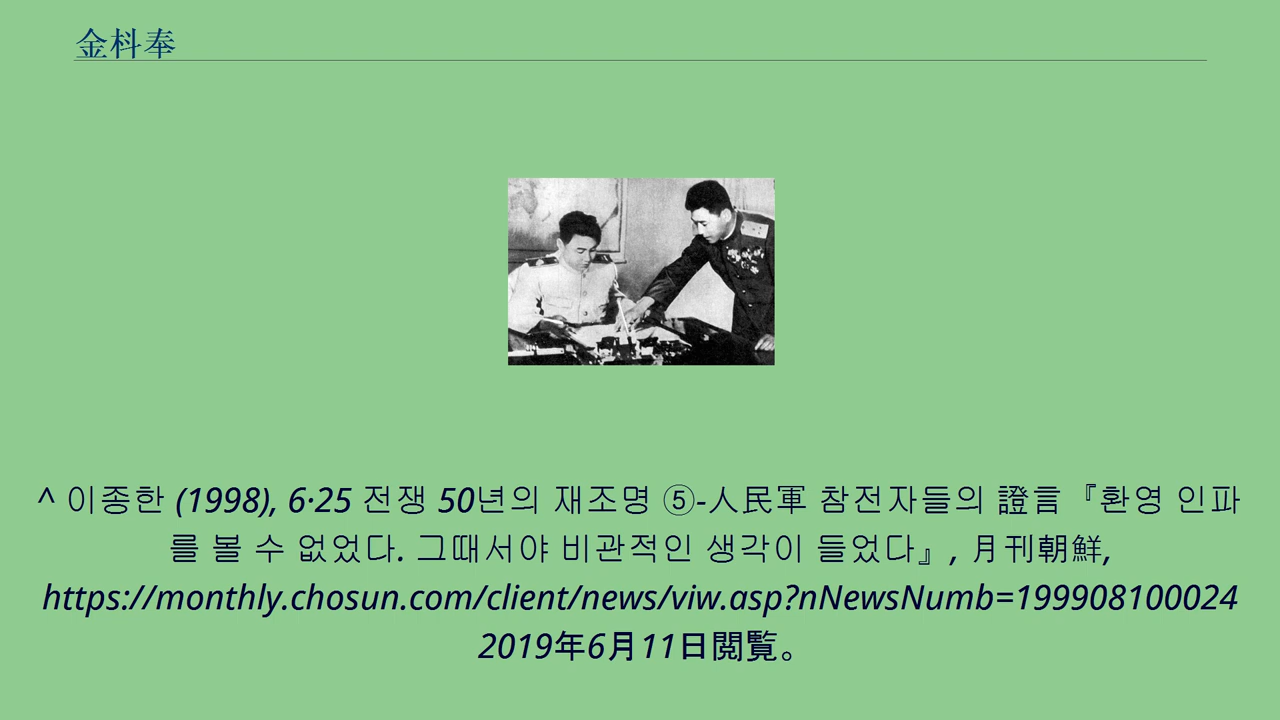 金枓奉
^ 이종한 (1998), 6·25 전쟁 50년의 재조명 ⑤-人民軍 참전자들의 證言『환영 인파
를 볼 수 없었다. 그때서야 비관적인 생각이 들었다』, 月刊朝鮮,
https://monthly.chosun.com/client/news/viw.asp?nNewsNumb=199908100024
2019年6月11日閲覧。